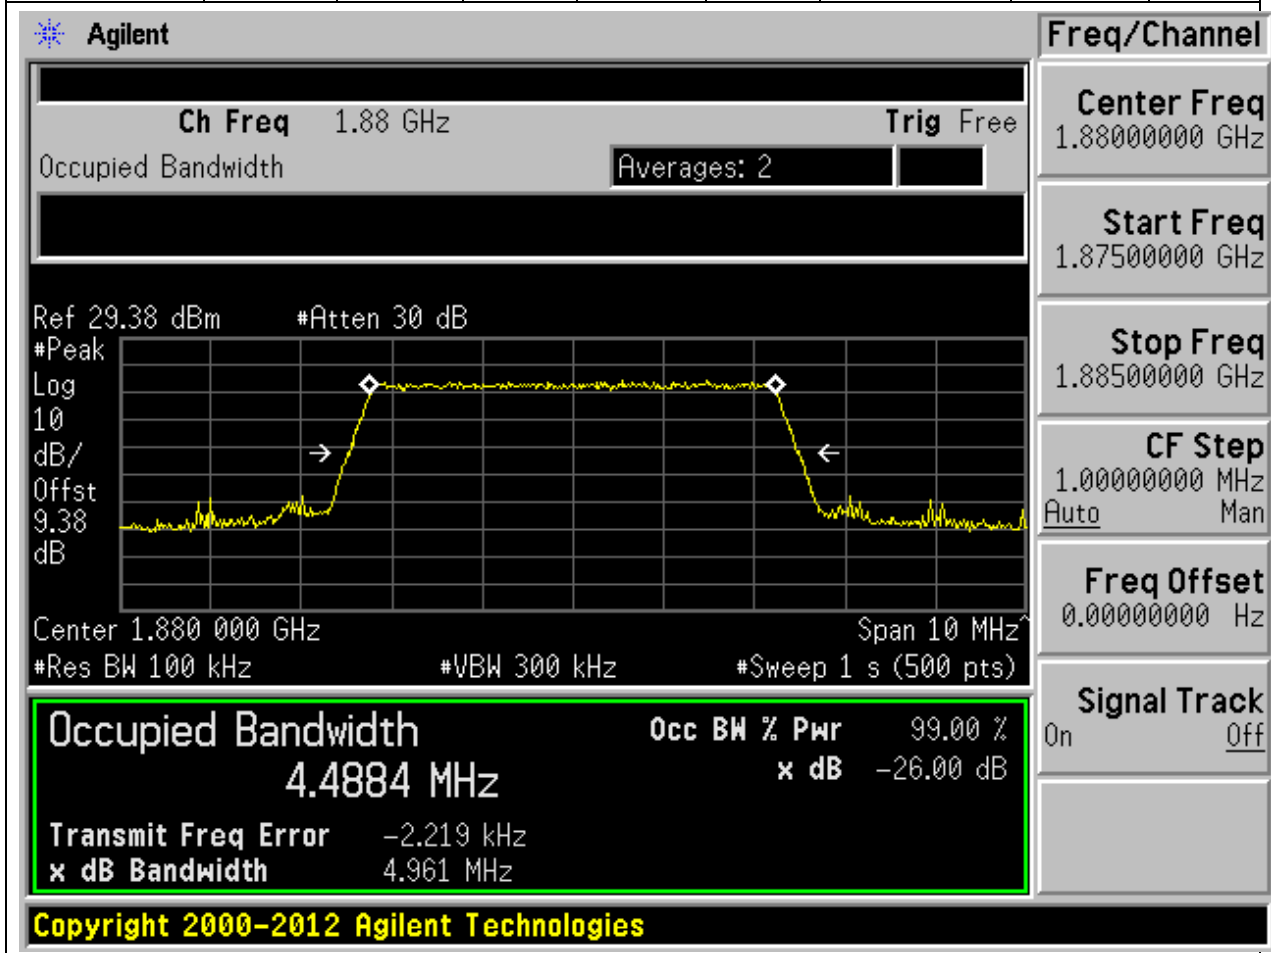 Agilent
Freq/Channel
Ch Freq 1.88 GHz Trig Free
Occupied Bandwidth Averages: 2
Center Freq
1.88000000 GHz
Start Freq
1.87500000 GHz
Stop Freq
1.88500000 GHz
CF Step
1.00000000 MHz
Auto Man
Freq Offset
0.00000000 Hz
Signal Track
On Off
Ref 29.38 dBm #Atten 30 dB
#Peak
Log
10
dB/
Offst
9.38
dB
Center 1.880 000 GHz Span 10 MHz^
#Res BW 100 kHz #VBW 300 kHz #Sweep 1 s (500 pts)
Occupied Bandwidth Occ BW % Pwr 99.00 %
4.4884 MHz x dB -26.00 dB
Transmit Freq Error -2.219 kHz
x dB Bandwidth 4.961 MHz
Copyright 2000-2012 Agilent Technologies